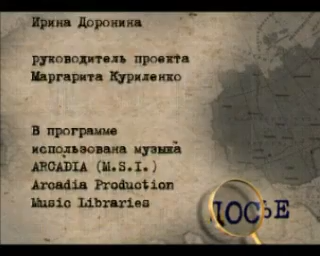 Ирина Доронина
руководитель проекта
Маргарита Куриленко
В программе
использована музыка
ARCADIA (M.S.I.)
Arcadia Production
Music Libraries
ДОСЬЕ